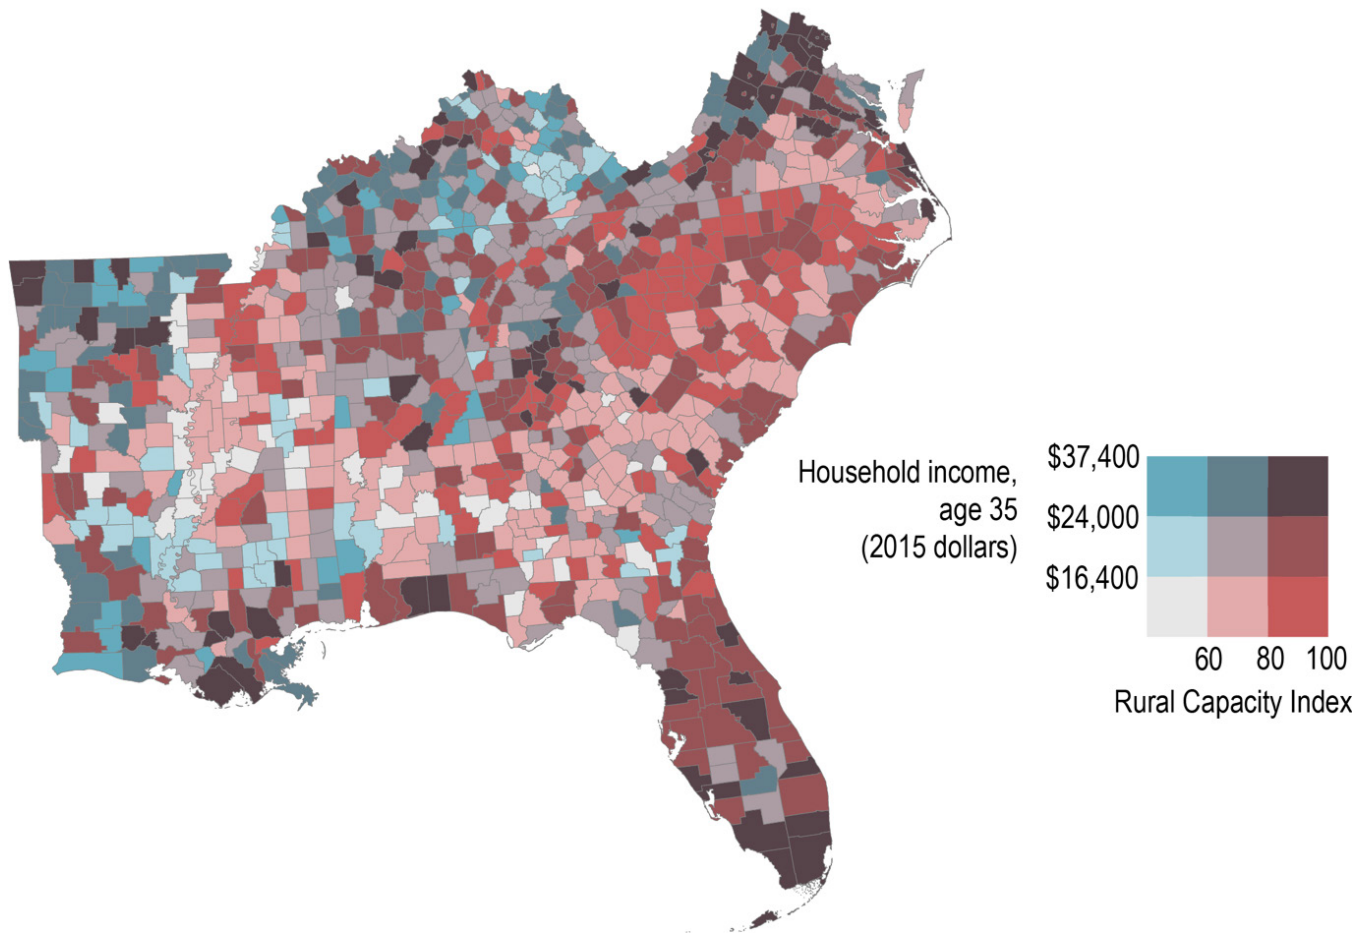 Household income,
age 35
(2015 dollars)
$37,400
$24,000
$16,400
60 80 100
Rural Capacity Index